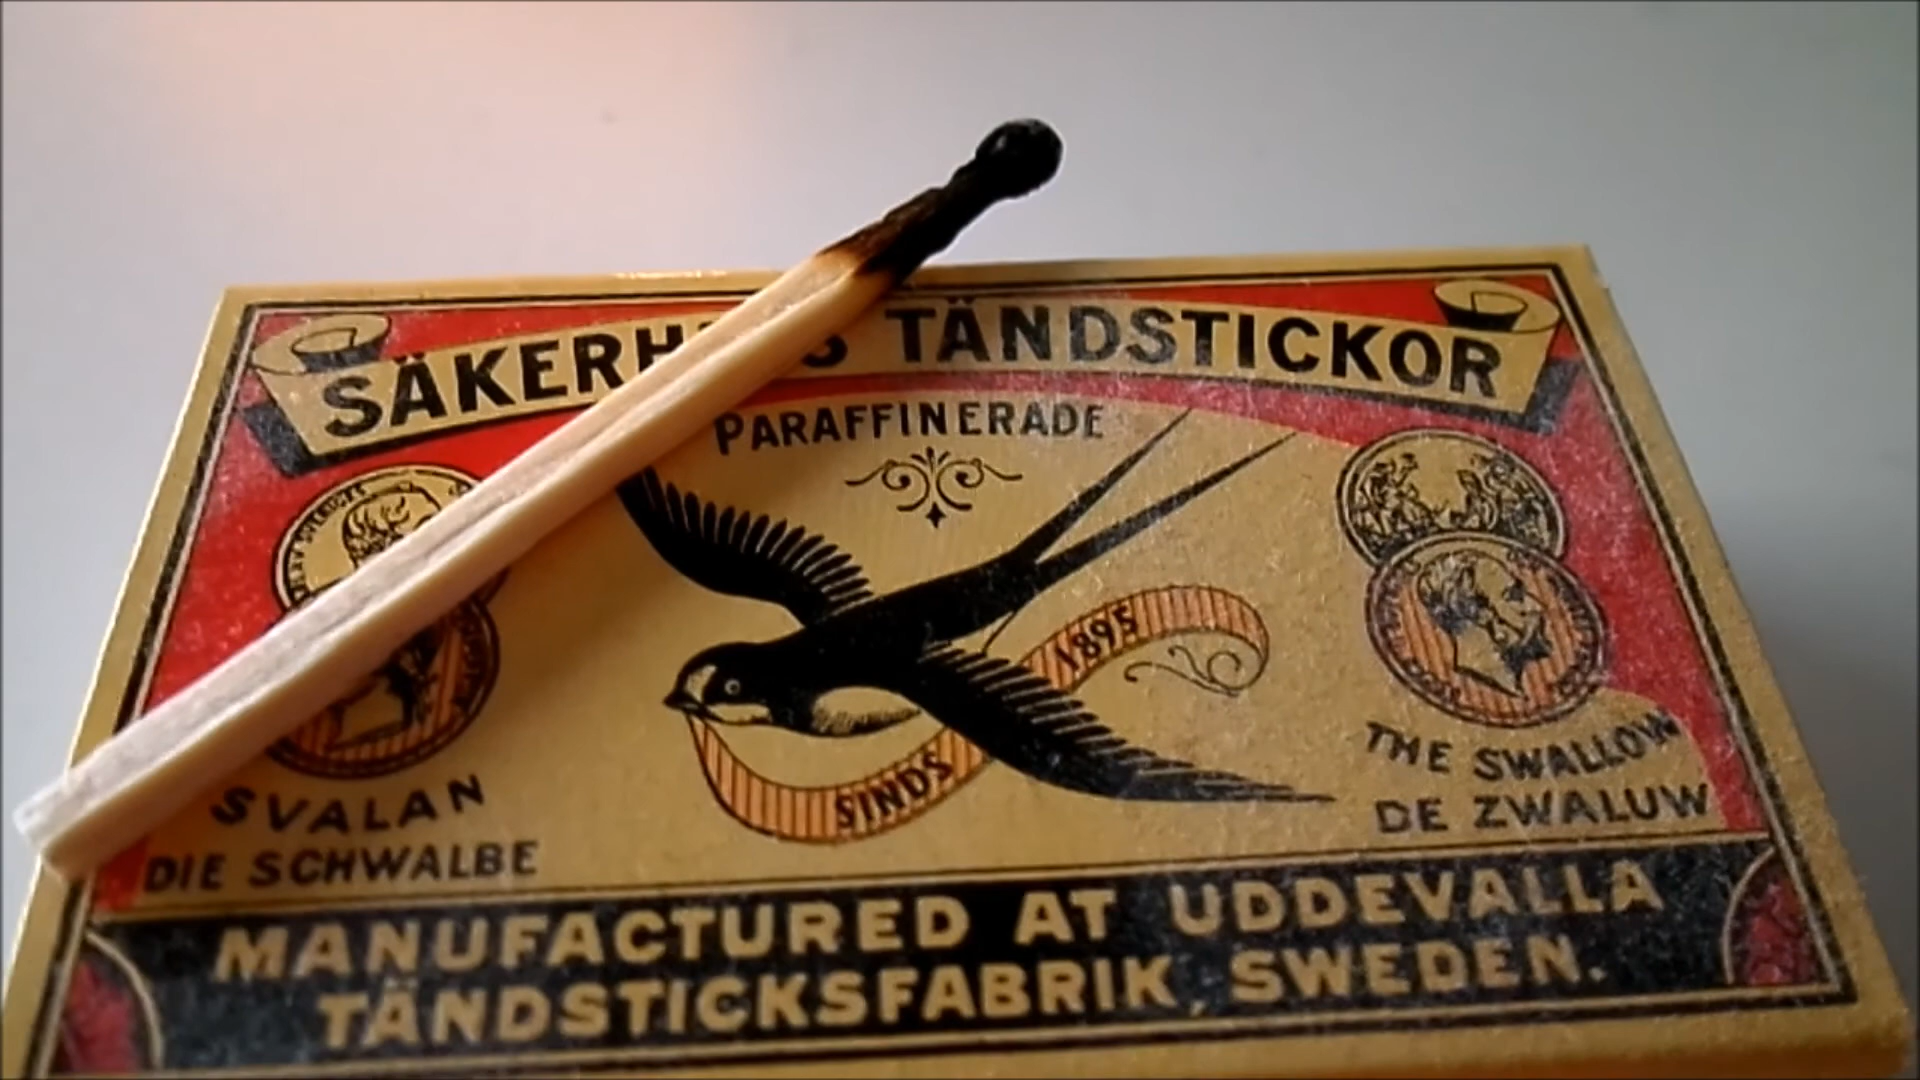 SÄKERH S TÄNDSTICKOR
PARAFFINERADE
1895
SINDS
SVALAN
DIE SCHWALBE
THE SWALLOW
DE ZWALUW
MANUFACTURED AT UDDEVALLA
TÄNDSTICKSFABRIK, SWEDEN.